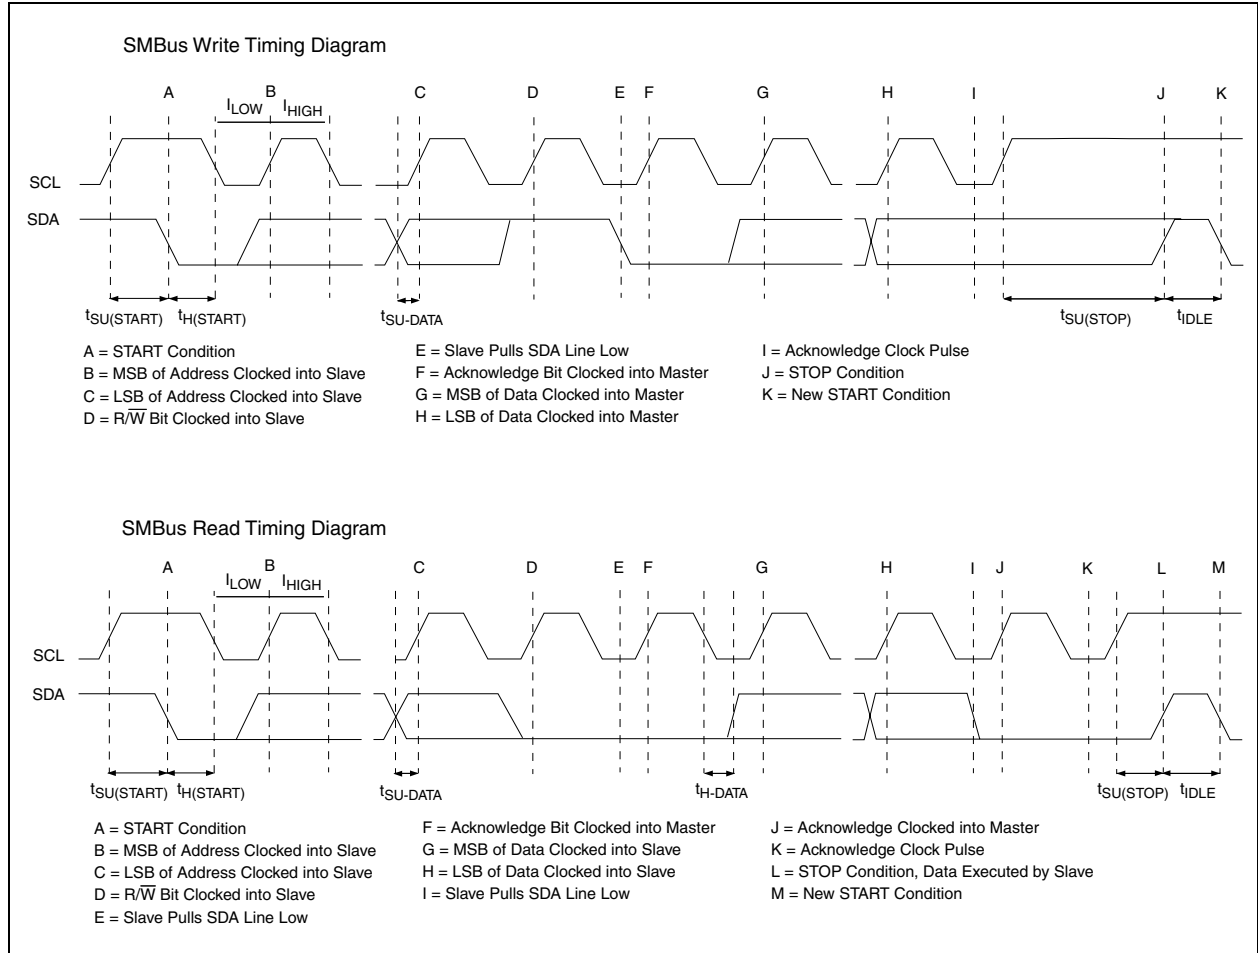 SMBus Write Timing Diagram
A B C D E F G H I J K
ILOW IHIGH
SCL
SDA
tSU(START) tH(START) tSU-DATA tSU(STOP) tIDLE
A = START Condition
B = MSB of Address Clocked into Slave
C = LSB of Address Clocked into Slave
D = R/W Bit Clocked into Slave
E = Slave Pulls SDA Line Low
F = Acknowledge Bit Clocked into Master
G = MSB of Data Clocked into Master
H = LSB of Data Clocked into Master
I = Acknowledge Clock Pulse
J = STOP Condition
K = New START Condition
SMBus Read Timing Diagram
A B C D E F G H I J K L M
ILOW IHIGH
SCL
SDA
tSU(START) tH(START) tSU-DATA tH-DATA tSU(STOP) tIDLE
A = START Condition
B = MSB of Address Clocked into Slave
C = LSB of Address Clocked into Slave
D = R/W Bit Clocked into Slave
E = Slave Pulls SDA Line Low
F = Acknowledge Bit Clocked into Master
G = MSB of Data Clocked into Slave
H = LSB of Data Clocked into Slave
I = Slave Pulls SDA Line Low
J = Acknowledge Clocked into Master
K = Acknowledge Clock Pulse
L = STOP Condition, Data Executed by Slave
M = New START Condition